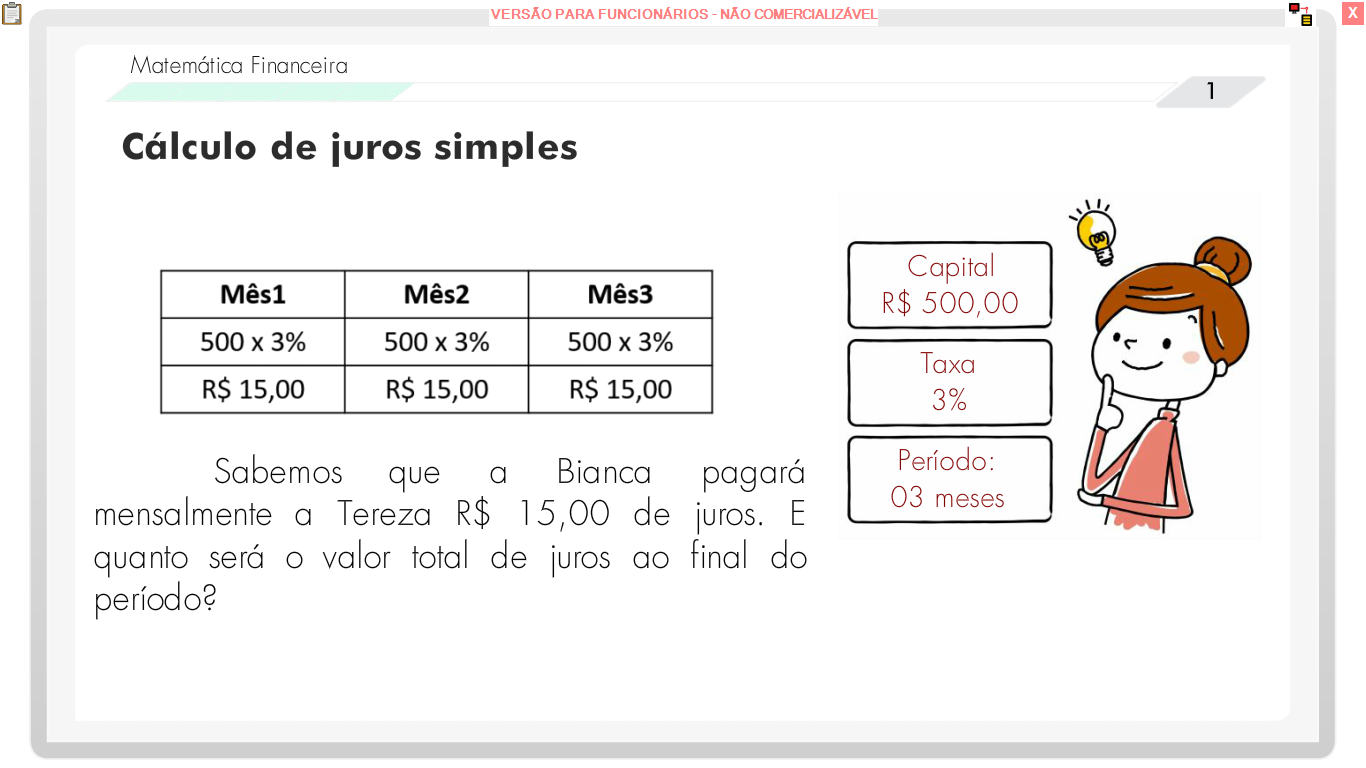 VERSÃO PARA FUNCIONÁRIOS - NÃO COMERCIALIZÁVEL
X
Matemática Financeira
1
Cálculo de juros simples
Mês1 Mês2 Mês3
500 x 3% 500 x 3% 500 x 3%
R$ 15,00 R$ 15,00 R$ 15,00
Capital
R$ 500,00
Taxa
3%
Período:
03 meses
Sabemos que a Bianca pagará
mensalmente a Tereza R$ 15,00 de juros. E
quanto será o valor total de juros ao final do
período?